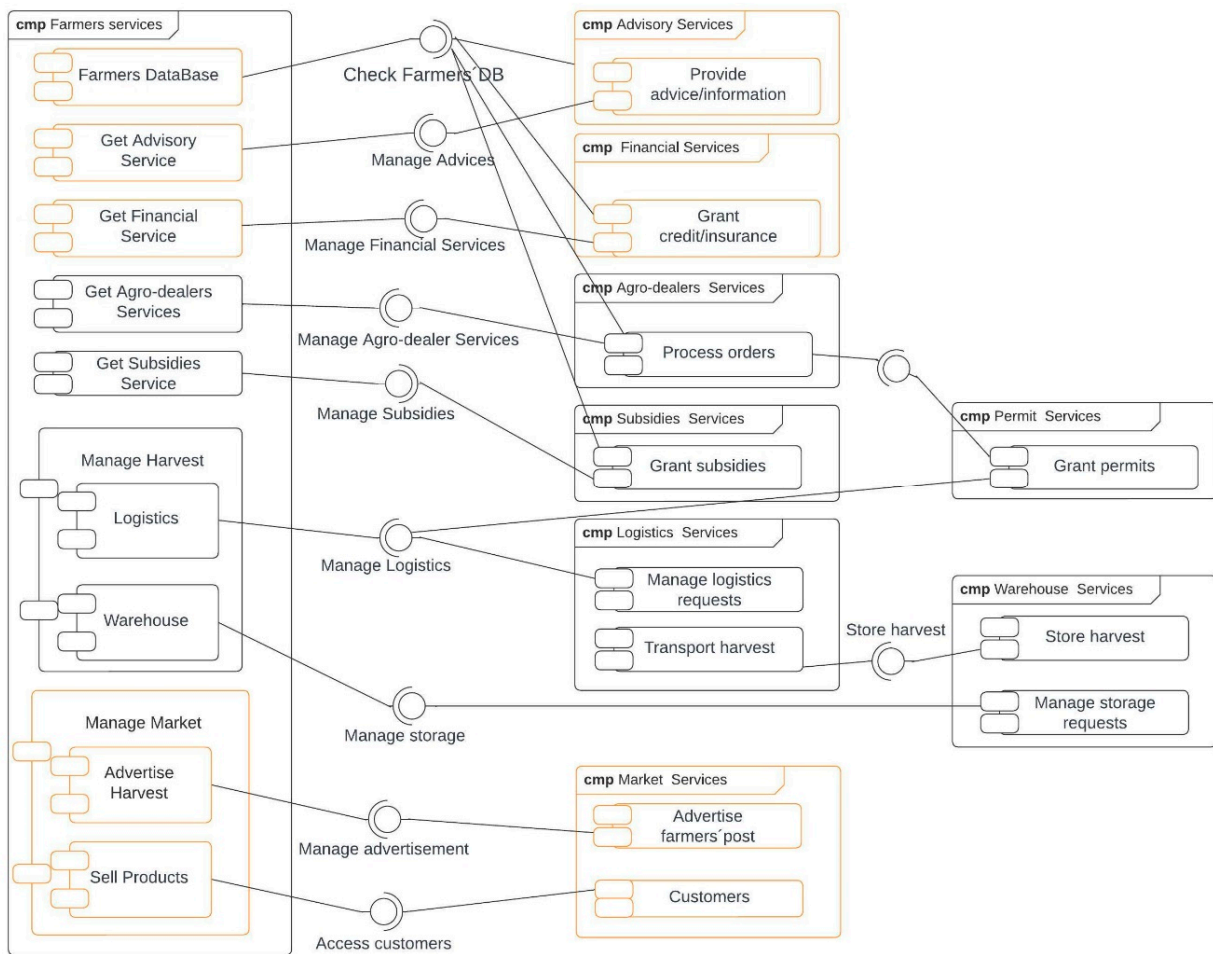 cmp Farmers services
Farmers DataBase
Get Advisory
Service
Get Financial
Service
Get Agro-dealers
Services
Get Subsidies
Service
Manage Harvest
Logistics
Warehouse
Manage Market
Advertise
Harvest
Sell Products
Check Farmers´DB
Manage Advices
Manage Financial Services
Manage Agro-dealer Services
Manage Subsidies
Manage Logistics
Manage storage
Manage advertisement
Access customers
cmp Advisory Services
Provide
advice/information
cmp Financial Services
Grant
credit/insurance
cmp Agro-dealers Services
Process orders
cmp Subsidies Services
Grant subsidies
cmp Logistics Services
Manage logistics
requests
Transport harvest
cmp Market Services
Advertise
farmers´post
Customers
cmp Permit Services
Grant permits
Store harvest
cmp Warehouse Services
Store harvest
Manage storage
requests